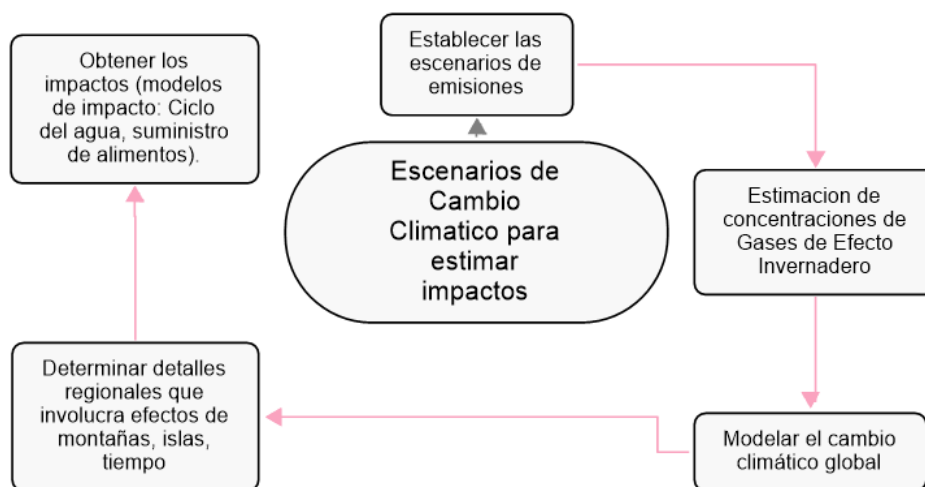 Establecer las
escenarios de
emisiones
Obtener los
impactos (modelos
de impacto: Ciclo
del agua, suministro
de alimentos).
Escenarios de
Cambio
Climatico para
estimar
impactos
Estimacion de
concentraciones de
Gases de Efecto
Invernadero
Determinar detalles
regionales que
involucra efectos de
montañas, islas,
tiempo
Modelar el cambio
climático global